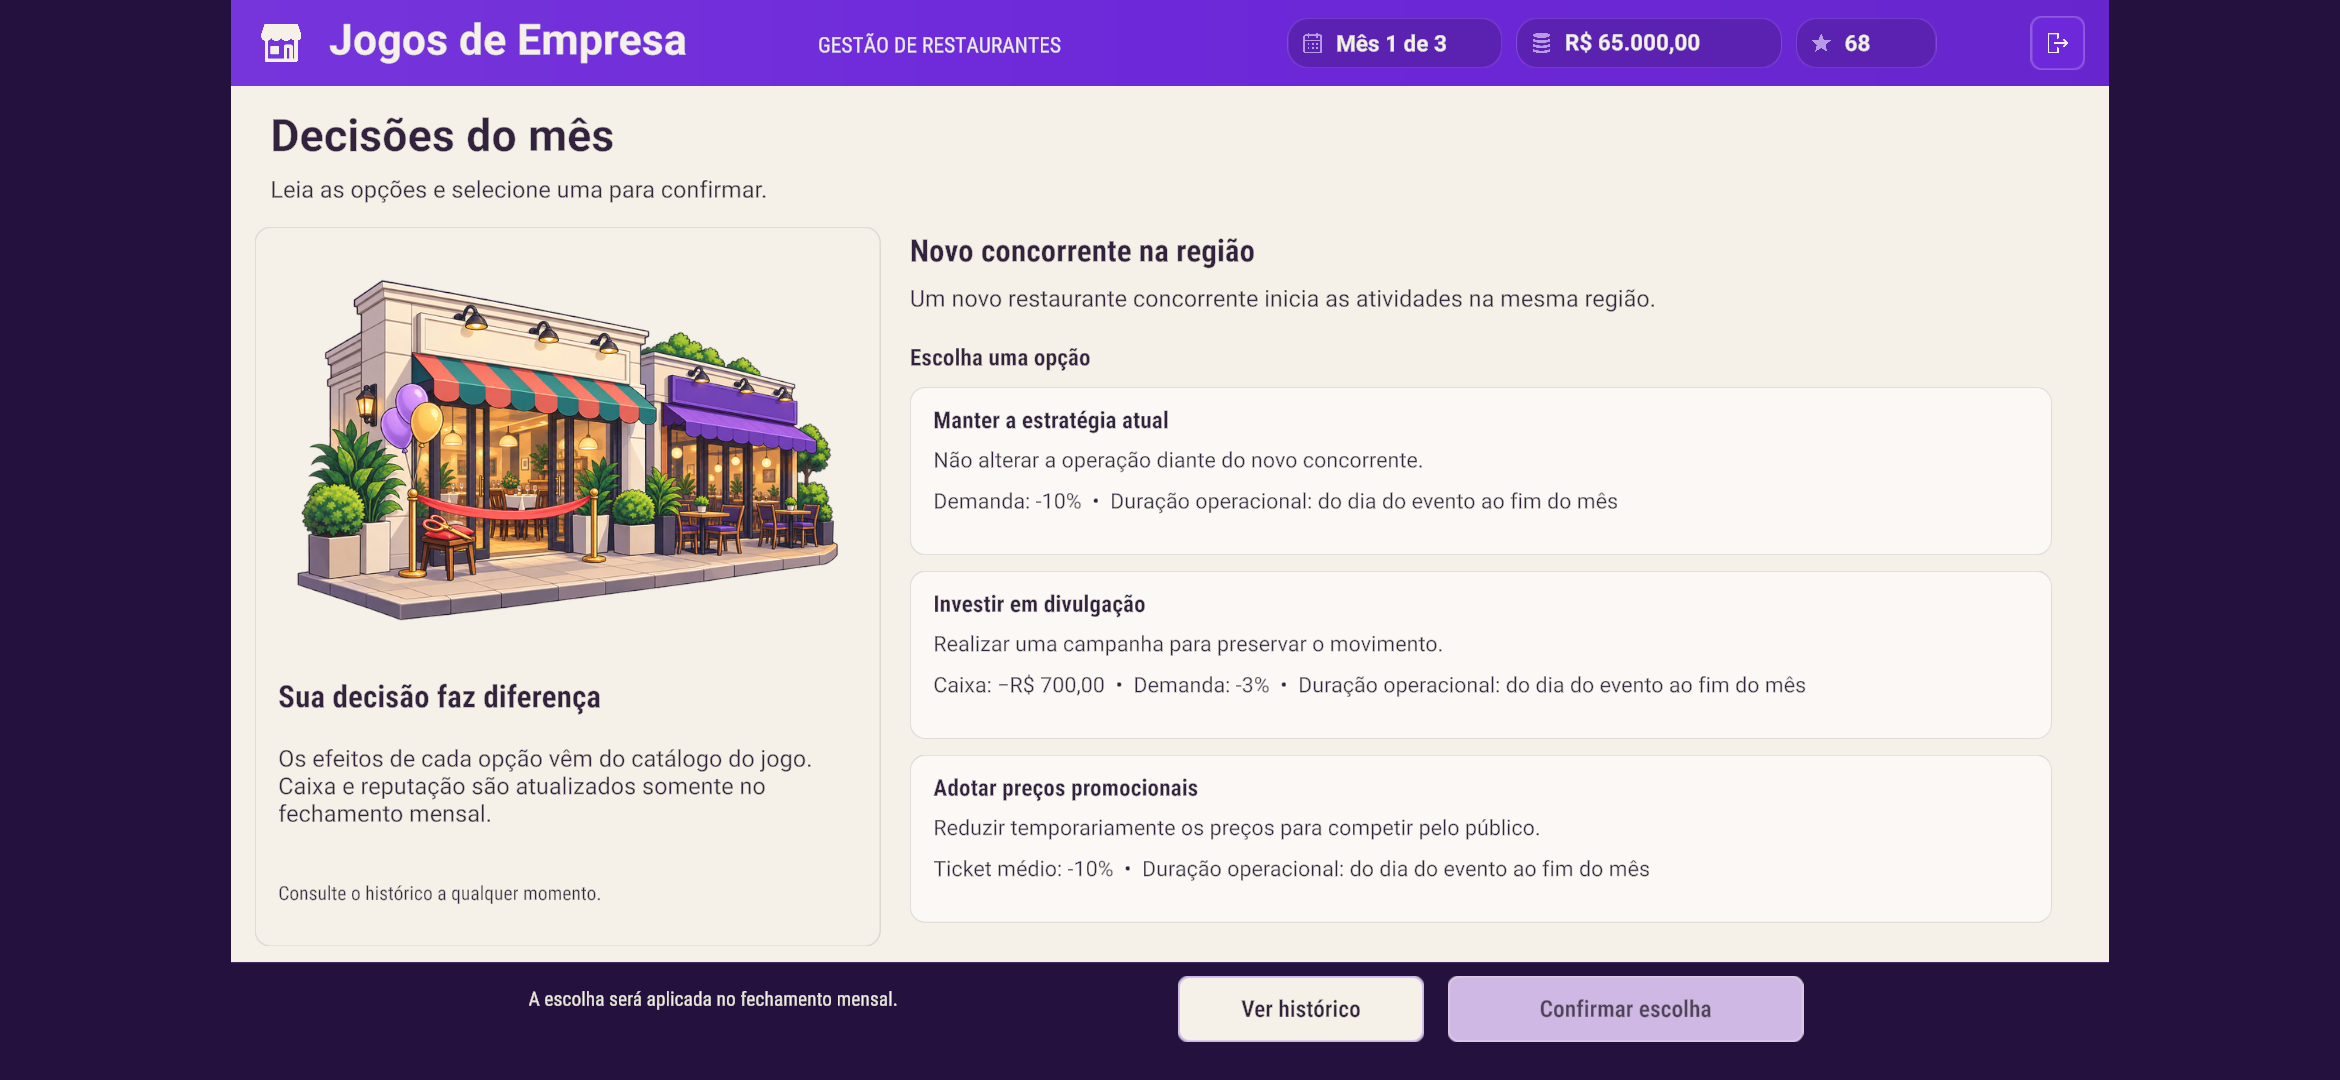 Jogos de Empresa
GESTÃO DE RESTAURANTES
Mês 1 de 3
R$ 65.000,00
68
Decisões do mês
Leia as opções e selecione uma para confirmar.
Sua decisão faz diferença
Os efeitos de cada opção vêm do catálogo do jogo.
Caixa e reputação são atualizados somente no
fechamento mensal.
Consulte o histórico a qualquer momento.
Novo concorrente na região
Um novo restaurante concorrente inicia as atividades na mesma região.
Escolha uma opção
Manter a estratégia atual
Não alterar a operação diante do novo concorrente.
Demanda: -10% • Duração operacional: do dia do evento ao fim do mês
Investir em divulgação
Realizar uma campanha para preservar o movimento.
Caixa: −R$ 700,00 • Demanda: -3% • Duração operacional: do dia do evento ao fim do mês
Adotar preços promocionais
Reduzir temporariamente os preços para competir pelo público.
Ticket médio: -10% • Duração operacional: do dia do evento ao fim do mês
A escolha será aplicada no fechamento mensal.
Ver histórico
Confirmar escolha